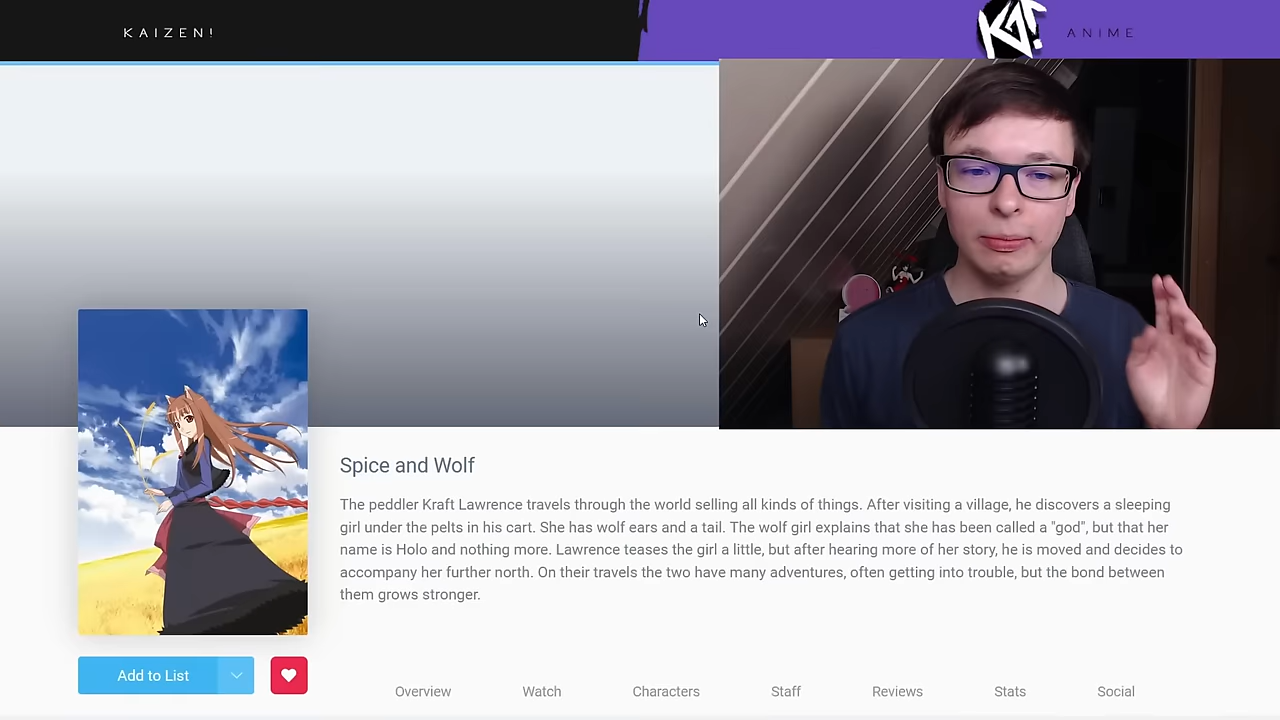 KAIZEN!
KA!
ANIME
Spice and Wolf
The peddler Kraft Lawrence travels through the world selling all kinds of things. After visiting a village, he discovers a sleeping
girl under the pelts in his cart. She has wolf ears and a tail. The wolf girl explains that she has been called a "god", but that her
name is Holo and nothing more. Lawrence teases the girl a little, but after hearing more of her story, he is moved and decides to
accompany her further north. On their travels the two have many adventures, often getting into trouble, but the bond between
them grows stronger.
Add to List
Overview Watch Characters Staff Reviews Stats Social